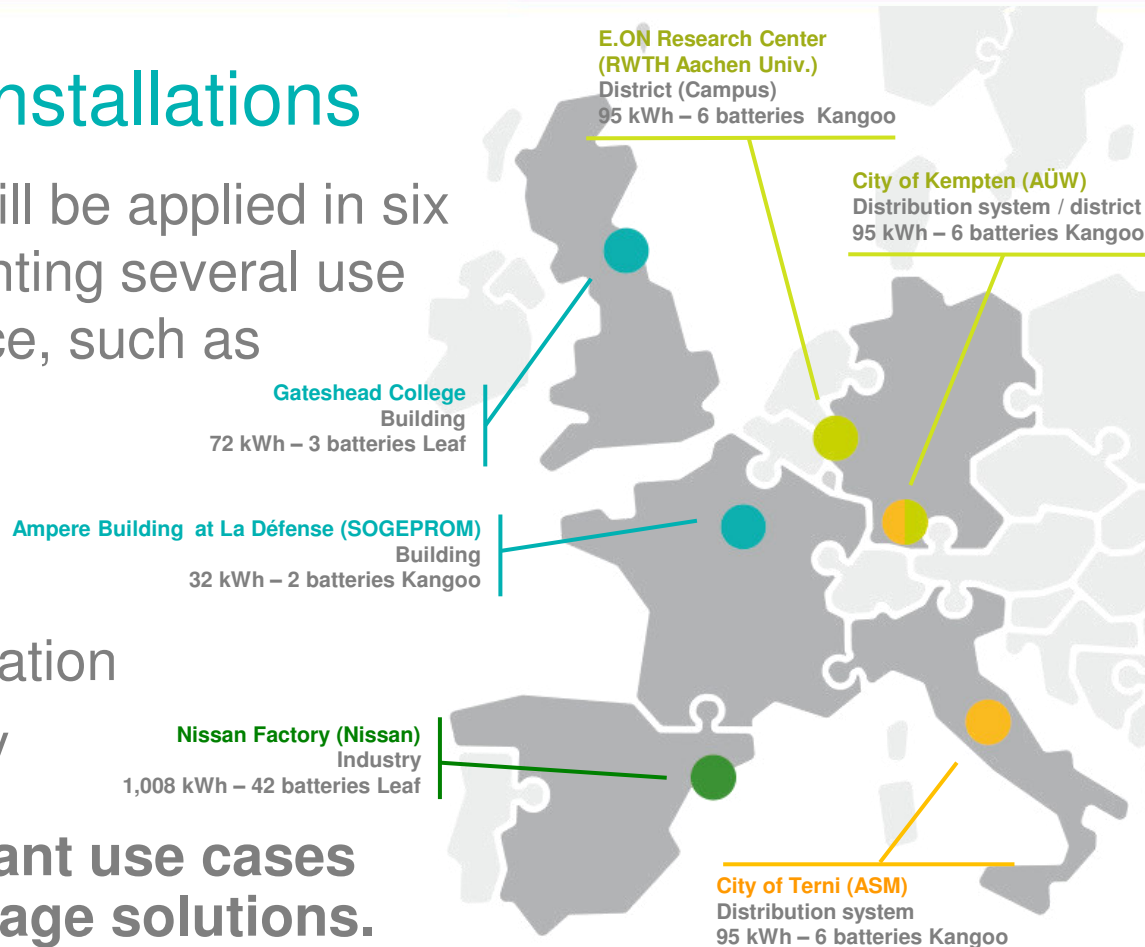 nstallations
ill be applied in six
nting several use
ce, such as
ation
y
ant use cases
age solutions.
E.ON Research Center
(RWTH Aachen Univ.)
District (Campus)
95 kWh – 6 batteries Kangoo
City of Kempten (AÜW)
Distribution system / district
95 kWh – 6 batteries Kangoo
Gateshead College
Building
72 kWh – 3 batteries Leaf
Ampere Building at La Défense (SOGEPROM)
Building
32 kWh – 2 batteries Kangoo
Nissan Factory (Nissan)
Industry
1,008 kWh – 42 batteries Leaf
City of Terni (ASM)
Distribution system
95 kWh – 6 batteries Kangoo